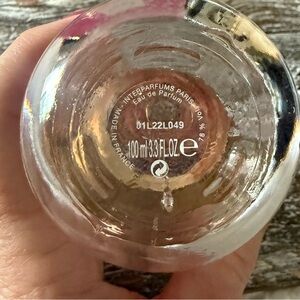 MADE IN FRANCE - INTERPARFUMS PARIS
Eau de Parfum
01L22L049
100 ml 3.3 FL.OZ e